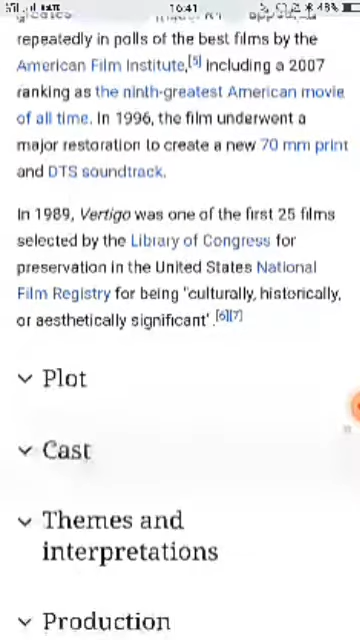 10:41
48%
repeatedly in polls of the best films by the
American Film Institute,[5] including a 2007
ranking as the ninth-greatest American movie
of all time. In 1996, the film underwent a
major restoration to create a new 70 mm print
and DTS soundtrack.
In 1989, Vertigo was one of the first 25 films
selected by the Library of Congress for
preservation in the United States National
Film Registry for being "culturally, historically,
or aesthetically significant".[6][7]
Plot
Cast
Themes and
interpretations
Production